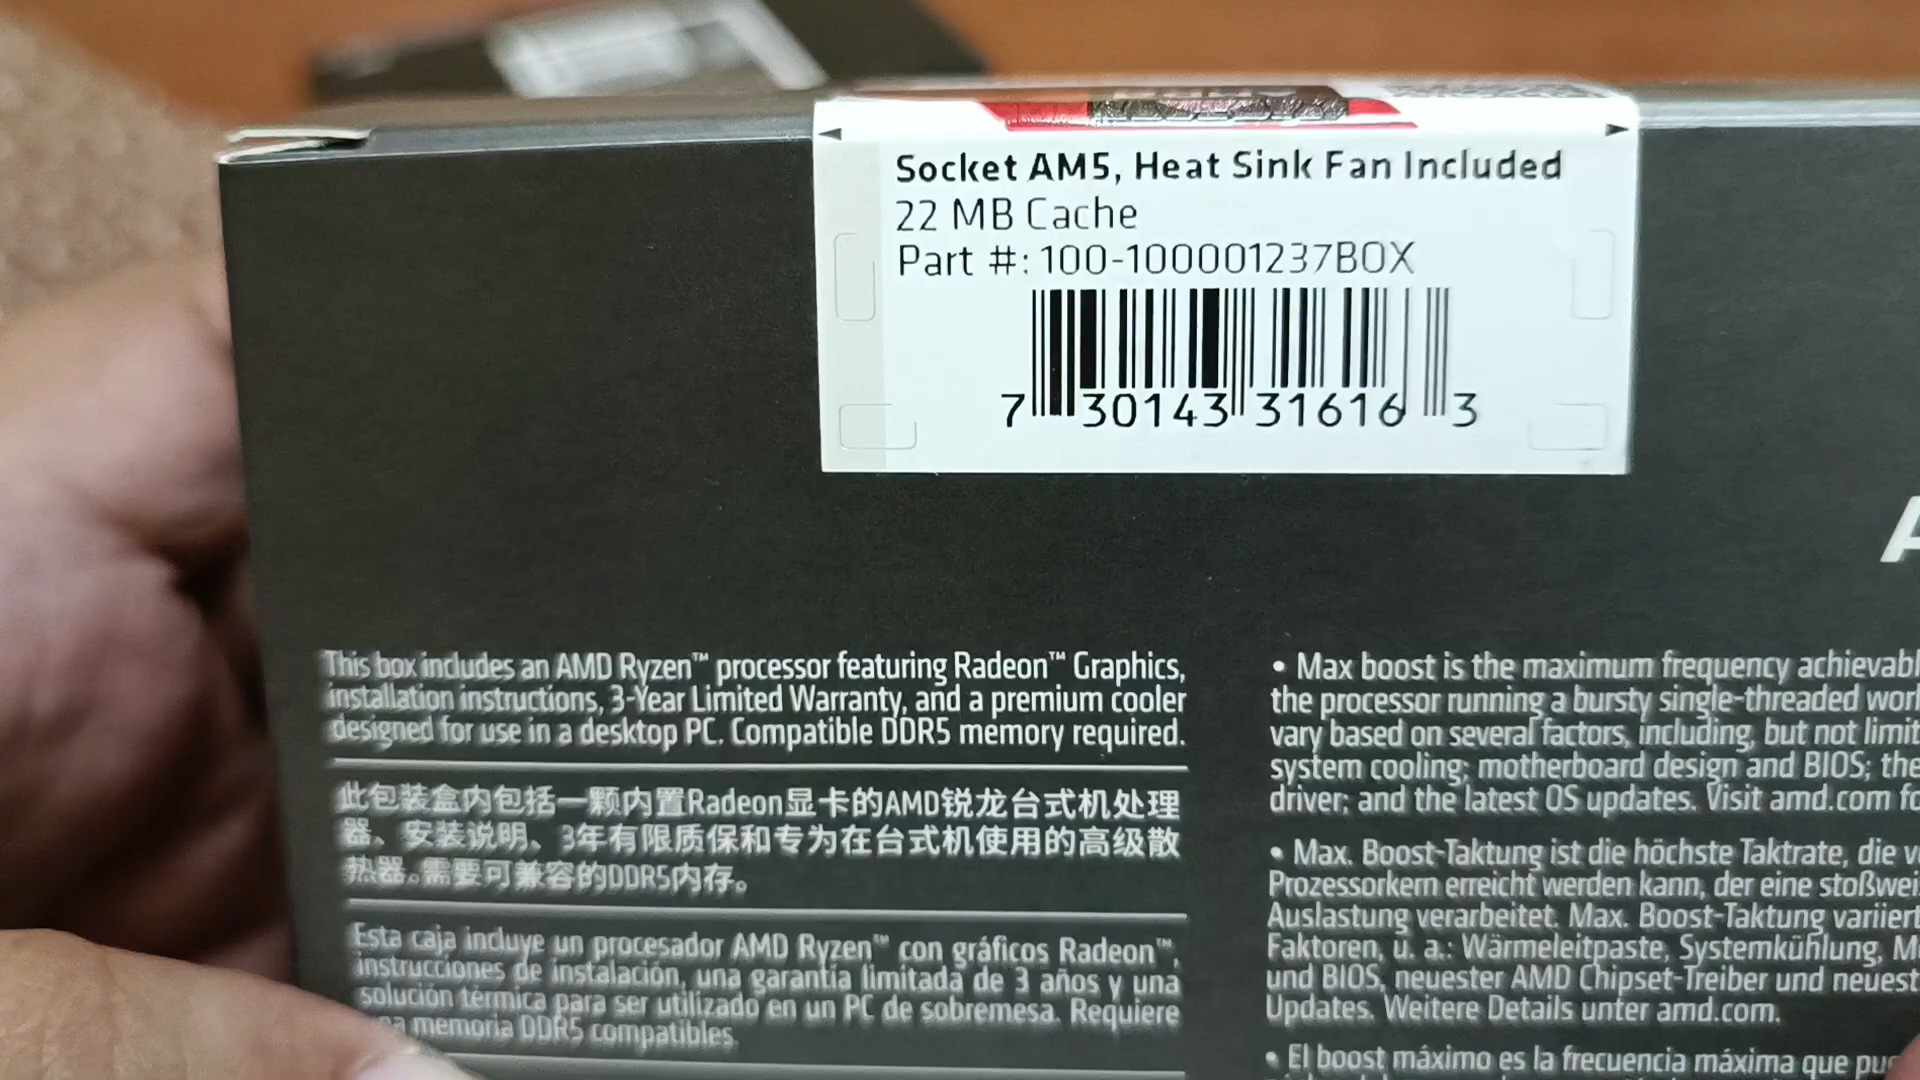 Socket AM5, Heat Sink Fan Included
22 MB Cache
Part #: 100-100001237BOX
7 30143 31616 3
This box includes an AMD Ryzen™ processor featuring Radeon™ Graphics,
installation instructions, 3-Year Limited Warranty, and a premium cooler
designed for use in a desktop PC. Compatible DDR5 memory required.
此包装盒内包括一颗内置Radeon显卡的AMD锐龙台式机处理
器、安装说明、3年有限质保和专为在台式机使用的高级散
热器。需要可兼容的DDR5内存。
Esta caja incluye un procesador AMD Ryzen™ con gráficos Radeon™,
instrucciones de instalación, una garantía limitada de 3 años y una
solución térmica para ser utilizado en un PC de sobremesa. Requiere
memoria DDR5 compatibles.
• Max boost is the maximum frequency
the processor running a bursty single-threaded
vary based on several factors, including, but not
system cooling; motherboard design and BIOS; the
driver; and the latest OS updates. Visit amd.com
• Max. Boost-Taktung ist die höchste Taktrate, die
Prozessorkern erreicht werden kann, der eine
Auslastung verarbeitet. Max. Boost-Taktung
Faktoren, u. a.: Wärmeleitpaste, Systemkühlung,
und BIOS, neuester AMD Chipset-Treiber und
Updates. Weitere Details unter amd.com.
• El boost máximo es la frecuencia máxima que